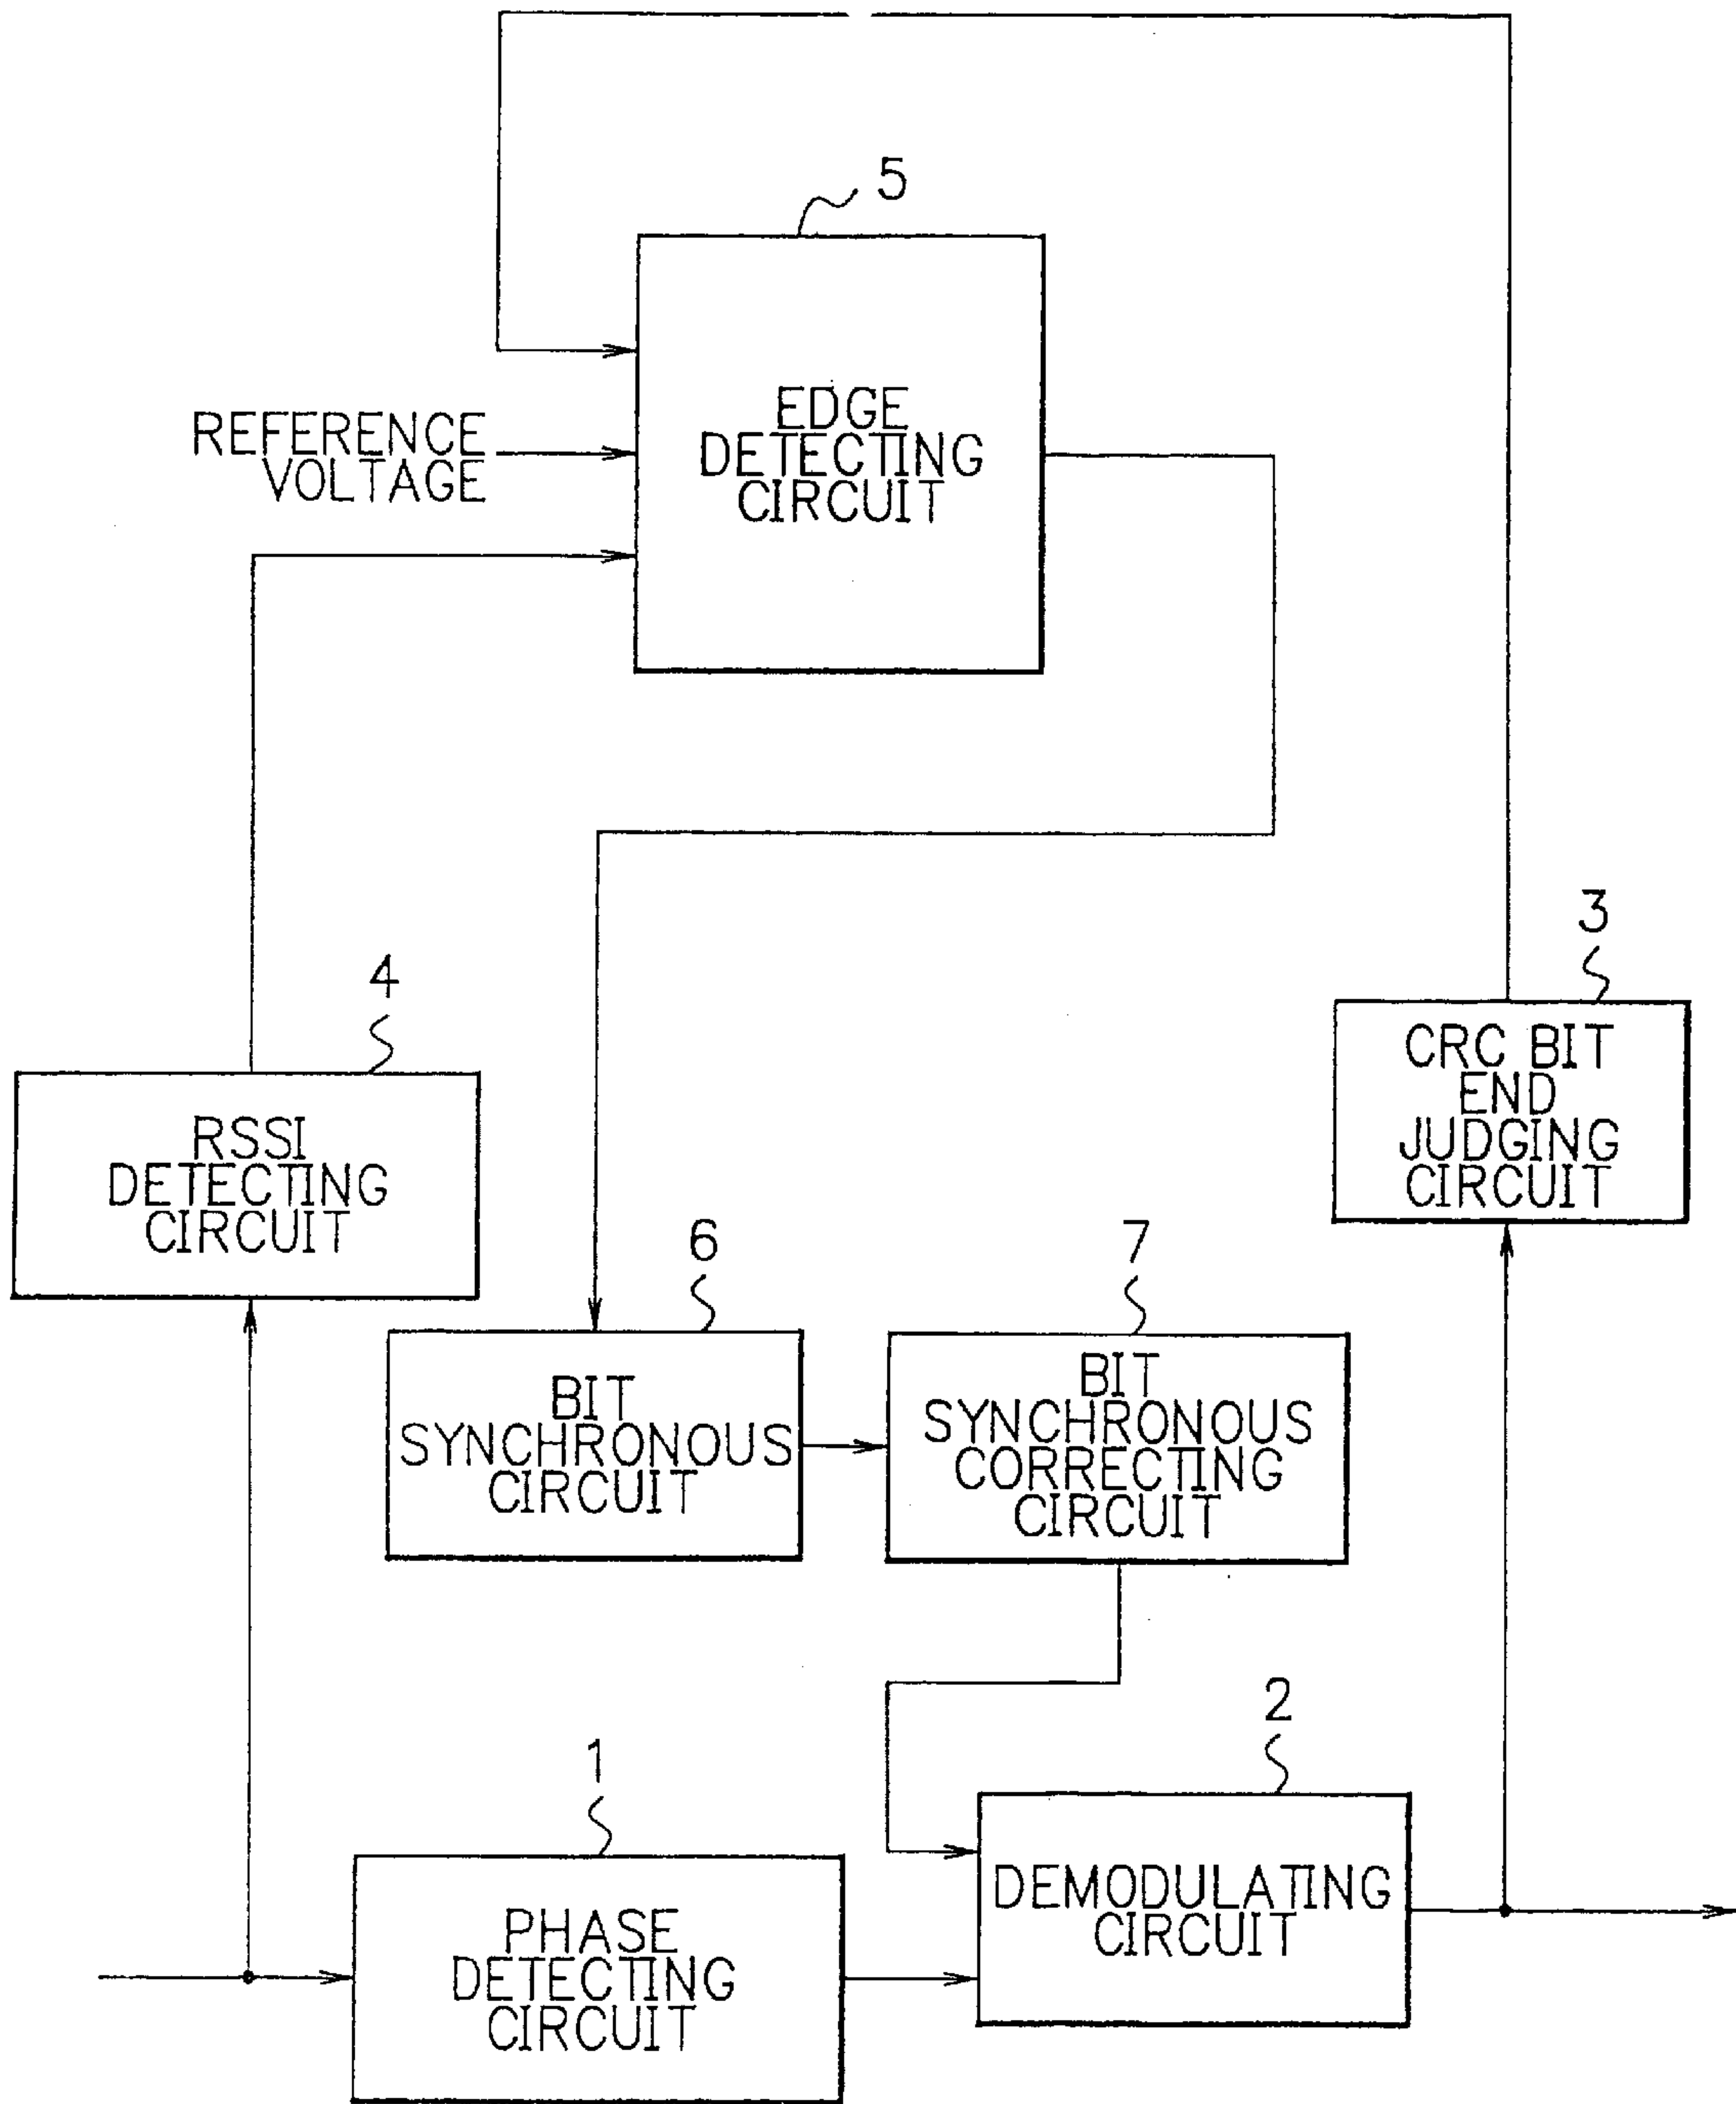 5
EDGE
DETECTING
CIRCUIT
REFERENCE
VOLTAGE
3
CRC BIT
END
JUDGING
CIRCUIT
4
RSSI
DETECTING
CIRCUIT
6
BIT
SYNCHRONOUS
CIRCUIT
7
BIT
SYNCHRONOUS
CORRECTING
CIRCUIT
2
DEMODULATING
CIRCUIT
1
PHASE
DETECTING
CIRCUIT